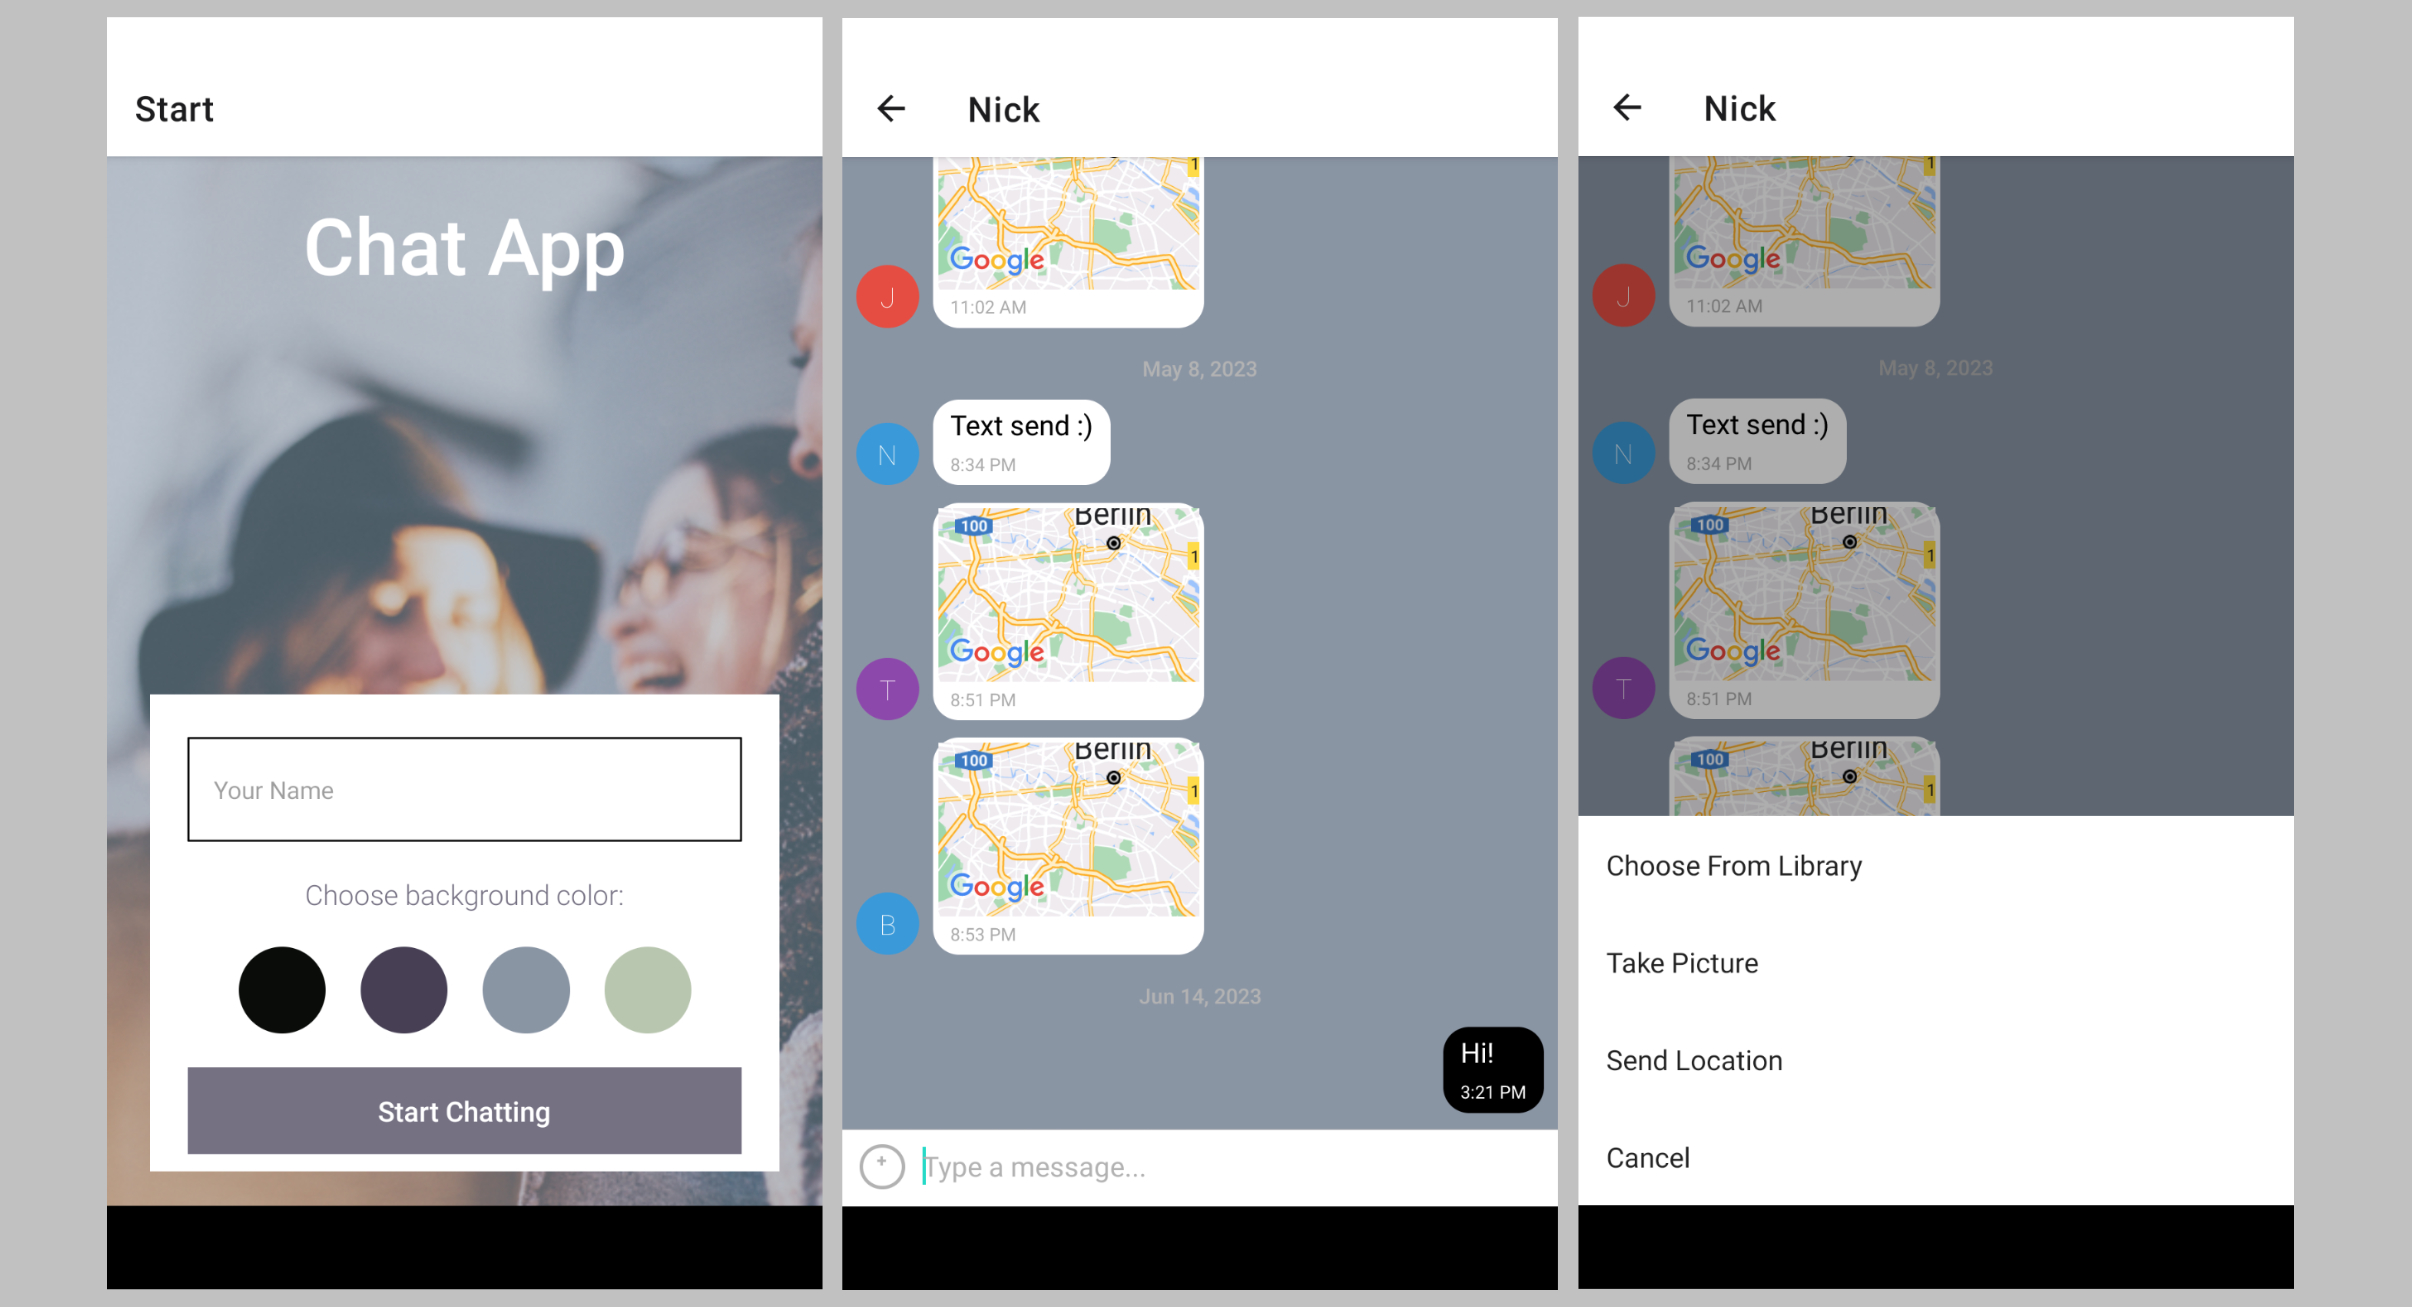 Start
Chat App
Your Name
Choose background color:
Start Chatting
Nick
1
Google
J
11:02 AM
May 8, 2023
N
Text send :)
8:34 PM
Berlin
100
1
Google
T
8:51 PM
Berlin
100
1
Google
B
8:53 PM
Jun 14, 2023
Hi!
3:21 PM
+
Type a message...
Nick
1
Google
J
11:02 AM
May 8, 2023
N
Text send :)
8:34 PM
Berlin
100
1
Google
T
8:51 PM
Berlin
100
1
Choose From Library
Take Picture
Send Location
Cancel